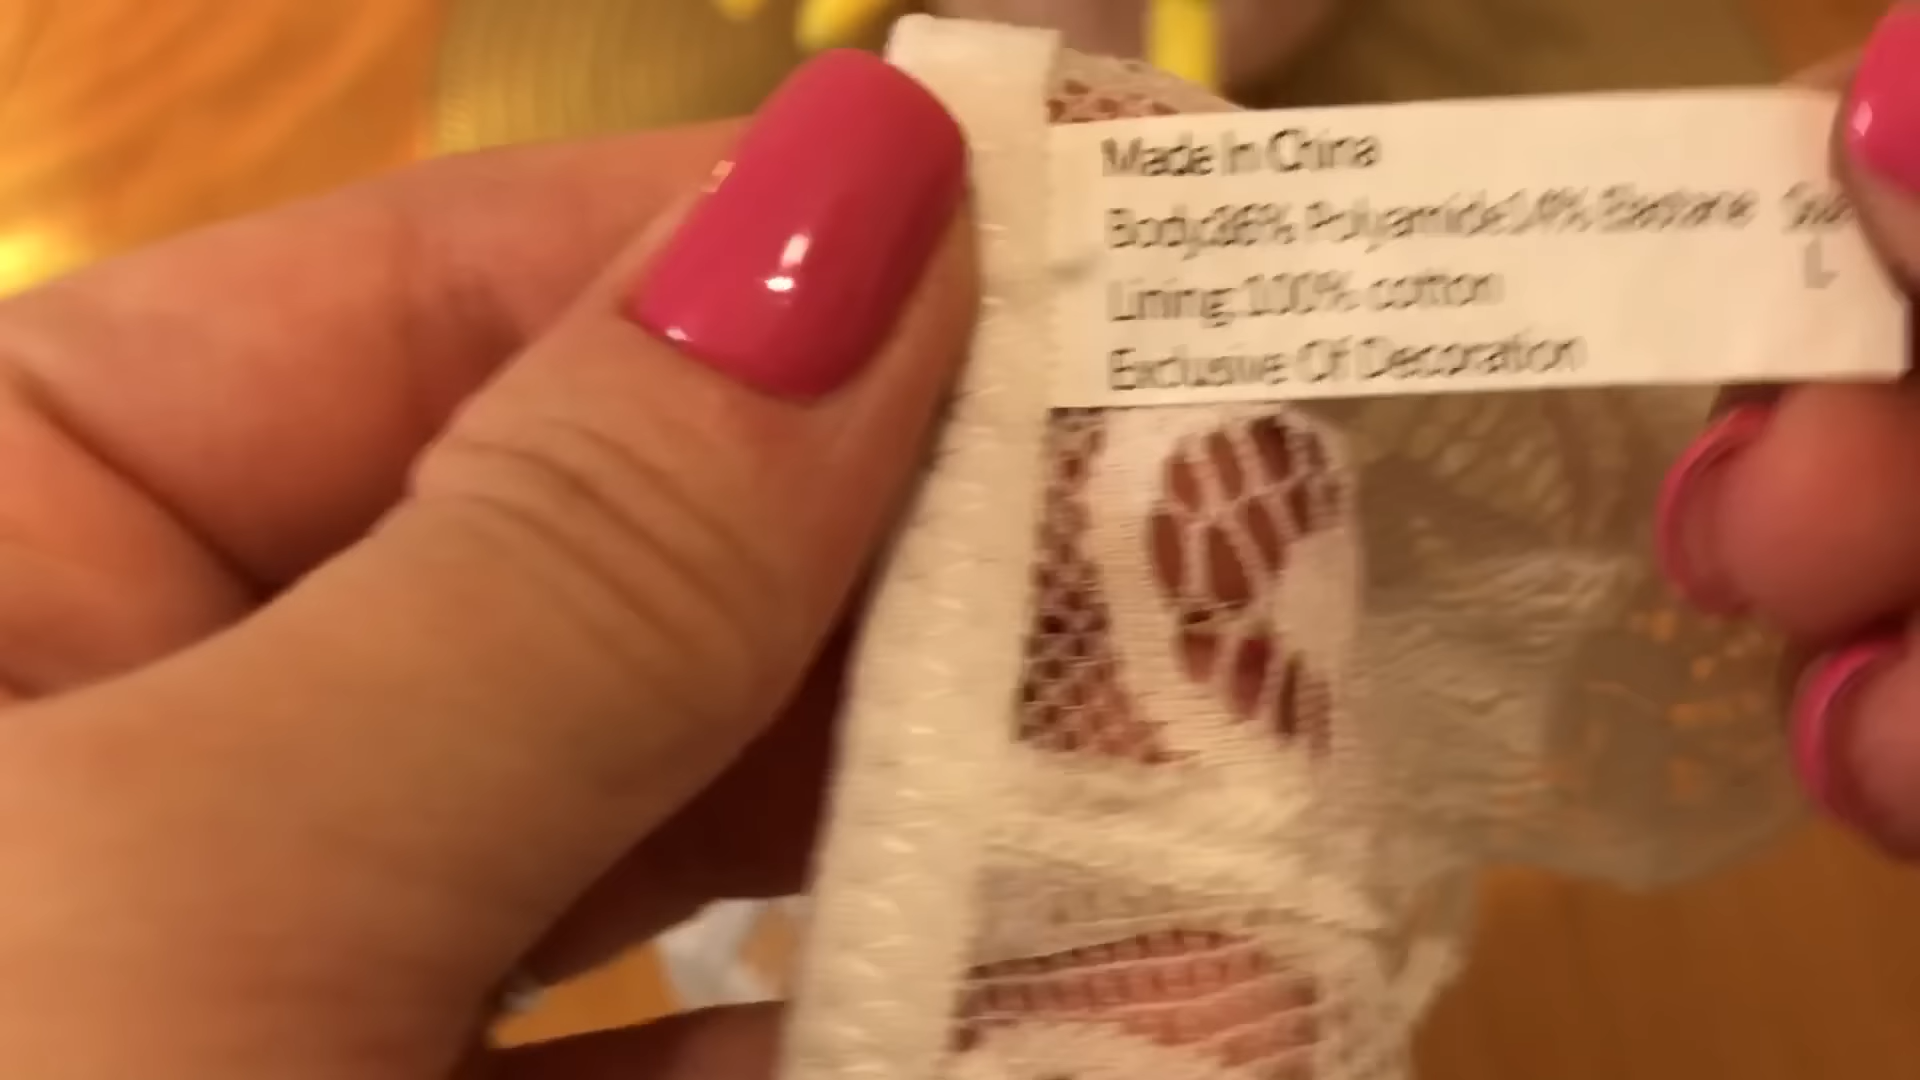 Made In China
Body:86% Polyamide14% Elastane
Lining:100% cotton
L
Exclusive Of Decoration